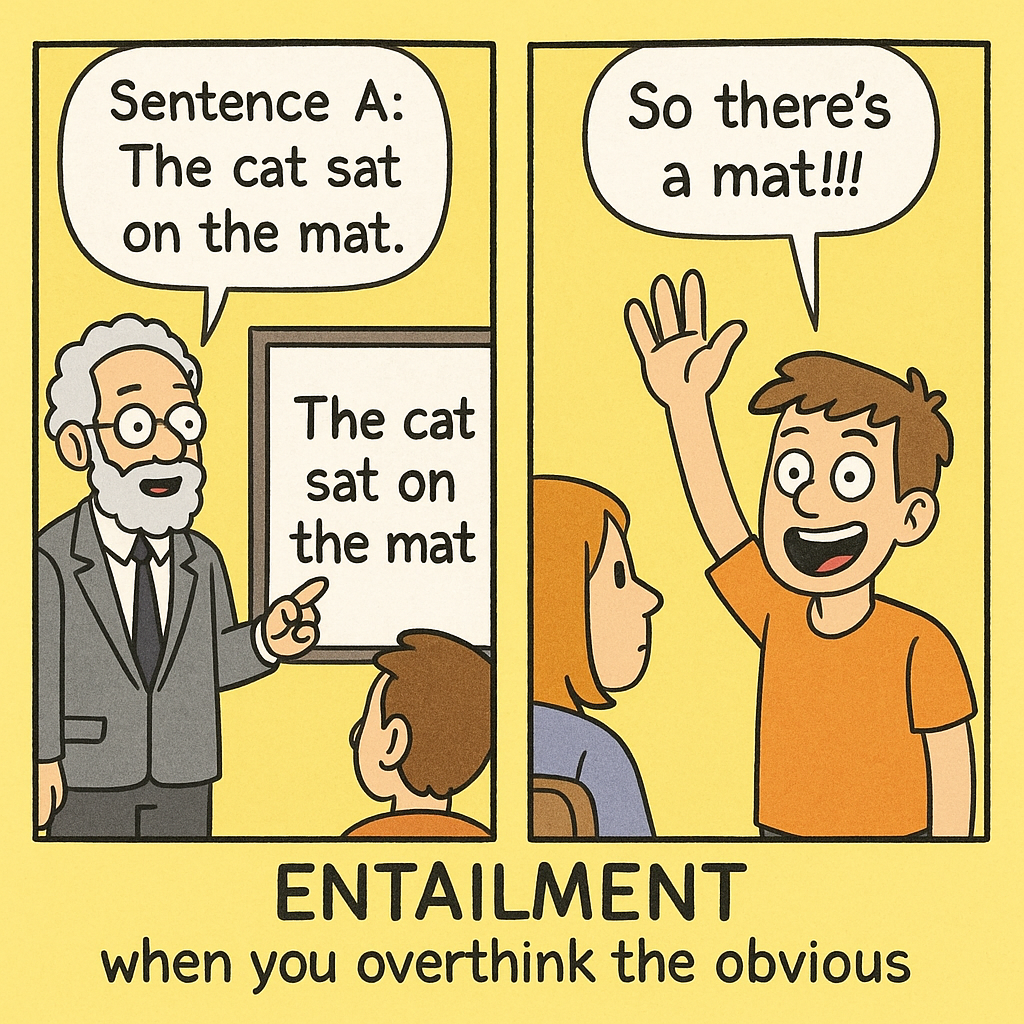 Sentence A:
The cat sat
on the mat.
The cat
sat on
the mat
So there's
a mat!!!
ENTAILMENT
when you overthink the obvious